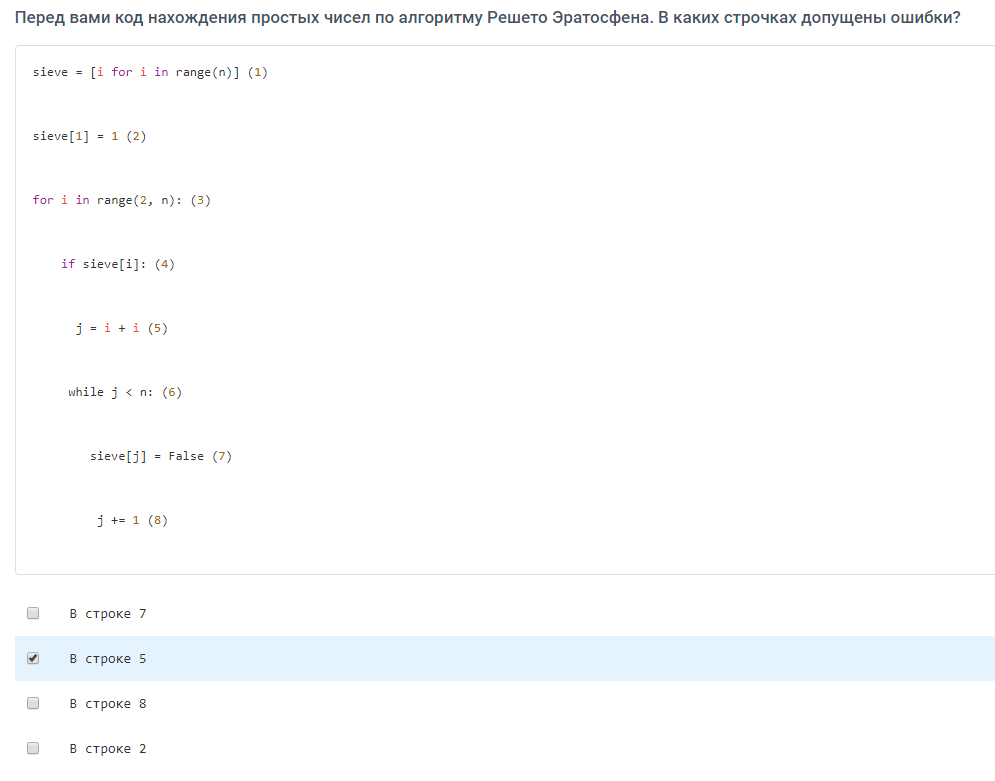 Перед вами код нахождения простых чисел по алгоритму Решето Эратосфена. В каких строчках допущены ошибки?
sieve = [i for i in range(n)] (1)
sieve[1] = 1 (2)
for i in range(2, n): (3)
if sieve[i]: (4)
j = i + i (5)
while j < n: (6)
sieve[j] = False (7)
j += 1 (8)
В строке 7
В строке 5
В строке 8
В строке 2